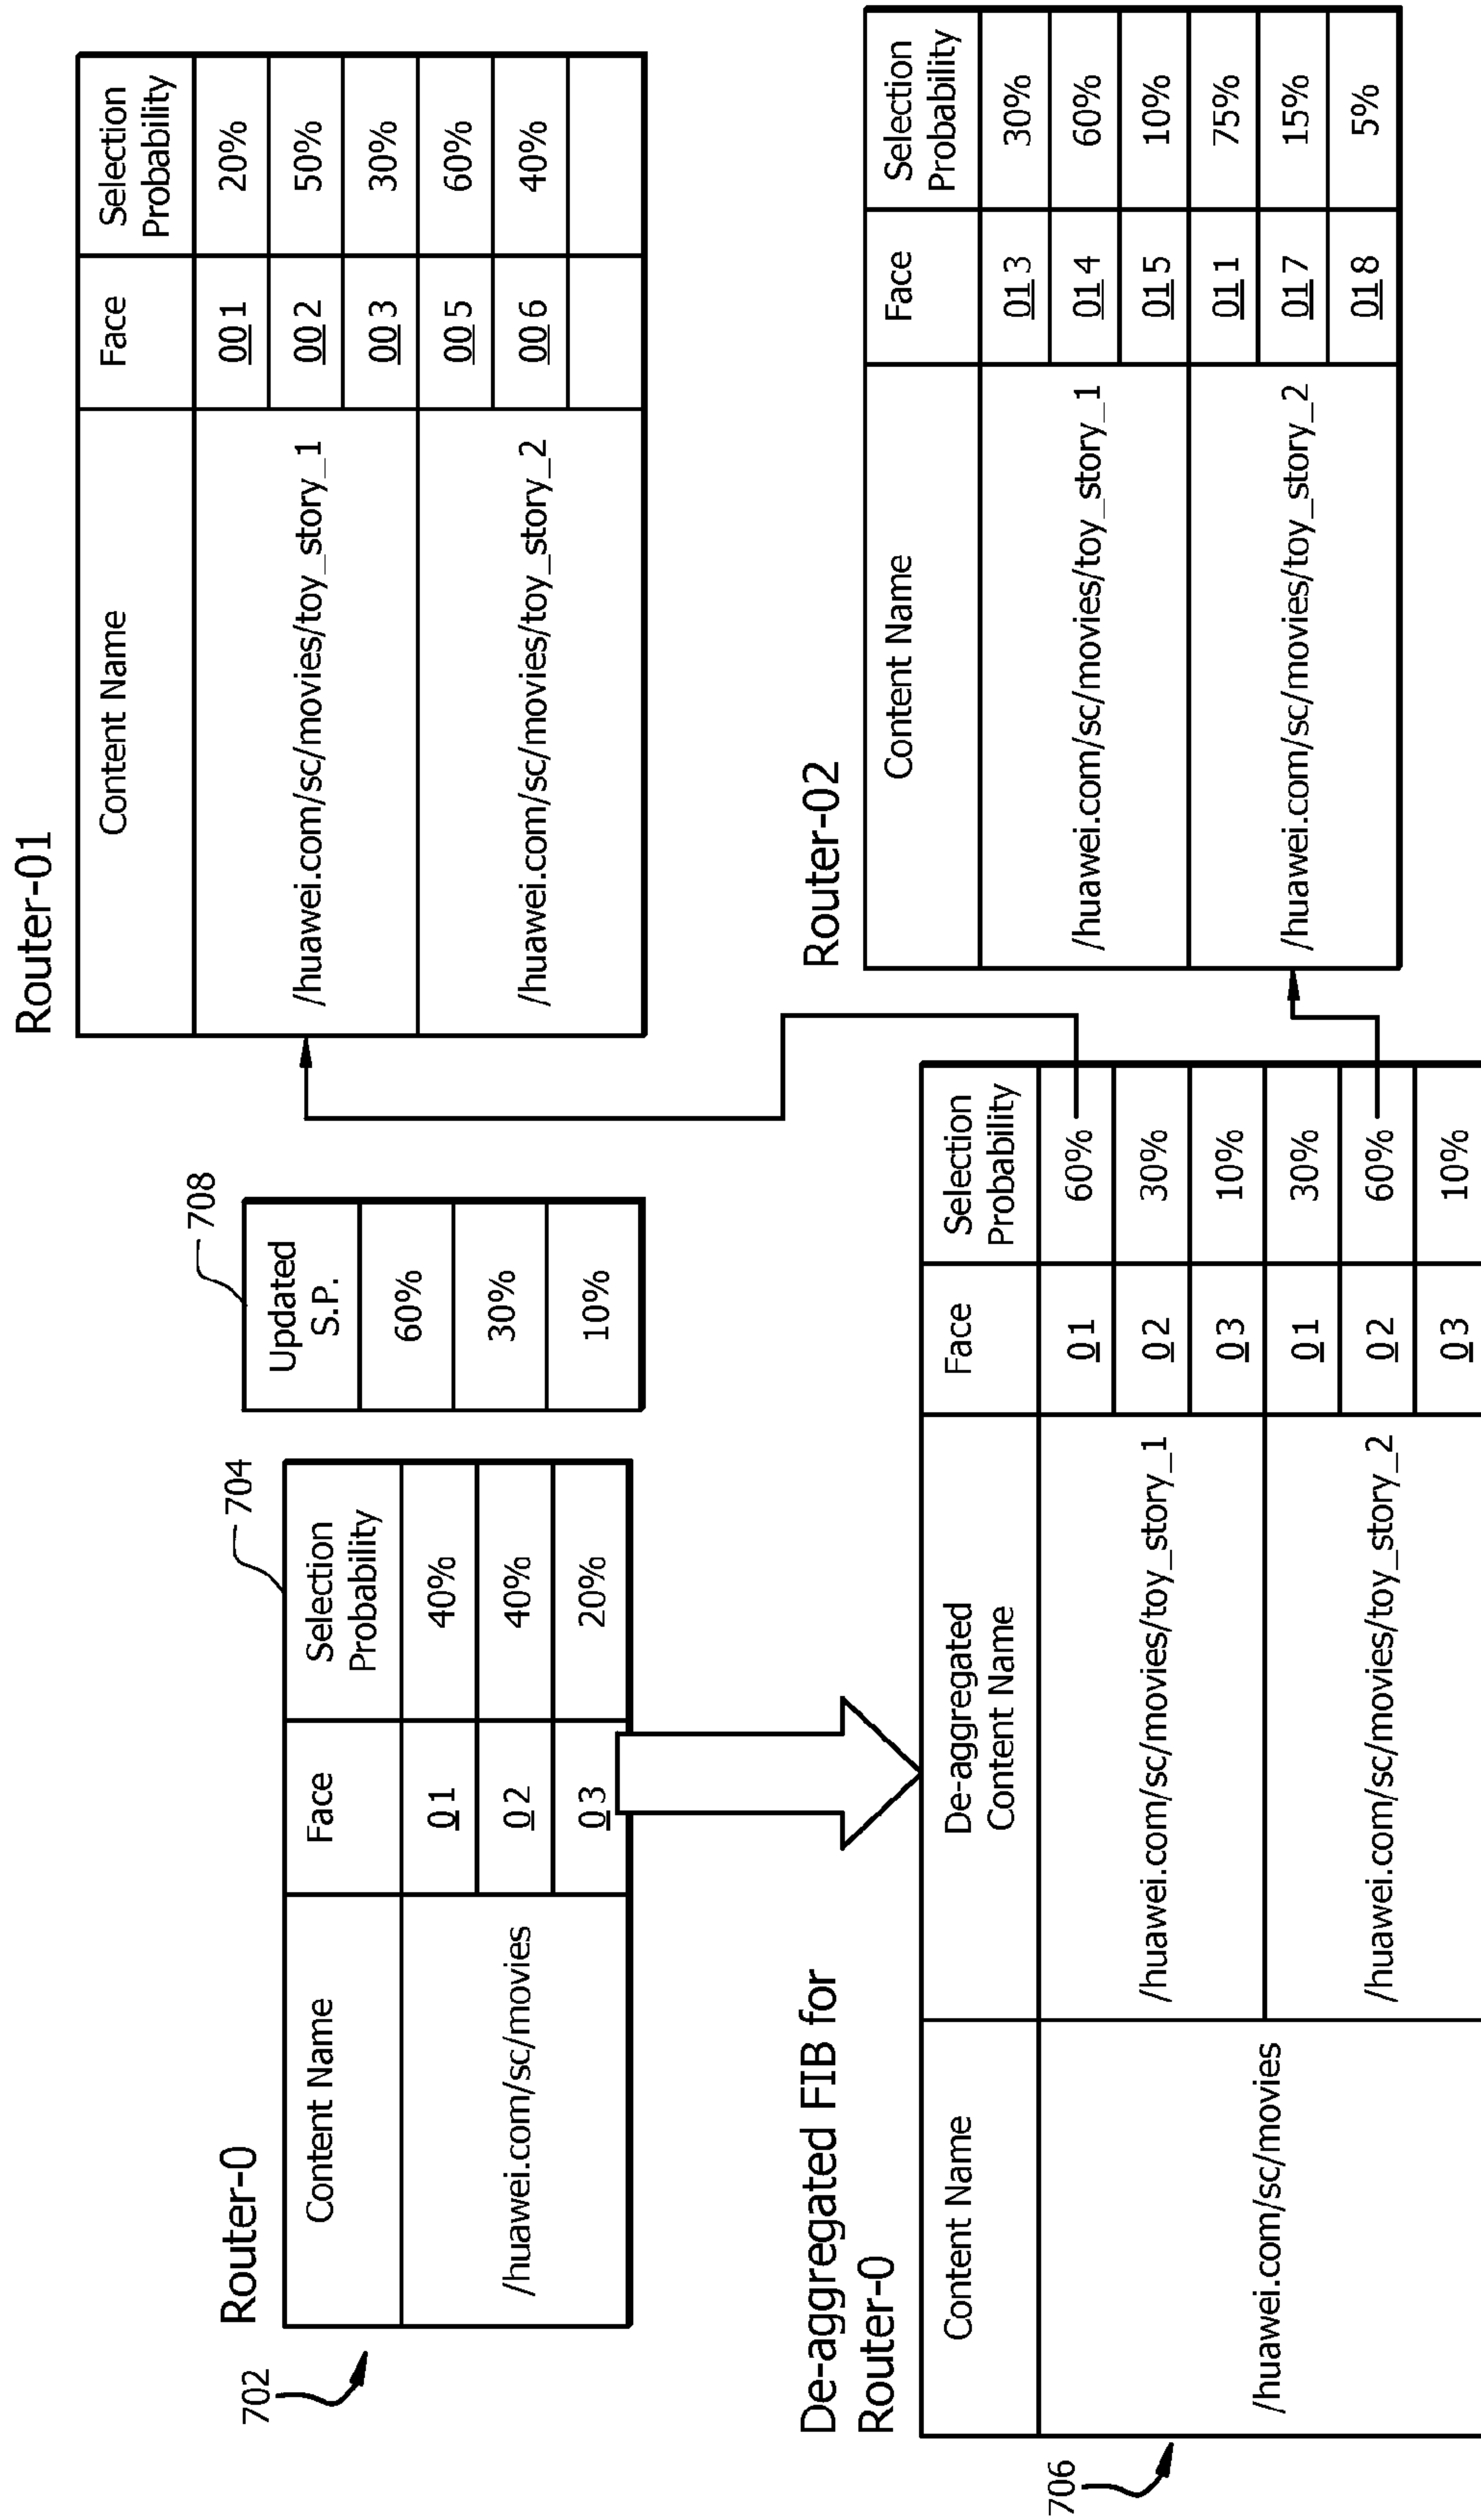 Router-0
702
704
Content Name
Face
Selection
Probability
/huawei.com/sc/movies
01
40%
02
40%
03
20%
708
Updated
S.P.
60%
30%
10%
Router-01
Content Name
Face
Selection
Probability
/huawei.com/sc/movies/toy_story_1
001
20%
002
50%
003
30%
/huawei.com/sc/movies/toy_story_2
005
60%
006
40%
De-aggregated FIB for
Router-0
706
Content Name
De-aggregated
Content Name
Face
Selection
Probability
/huawei.com/sc/movies
/huawei.com/sc/movies/toy_story_1
01
60%
02
30%
03
10%
/huawei.com/sc/movies/toy_story_2
01
30%
02
60%
03
10%
Router-02
Content Name
Face
Selection
Probability
/huawei.com/sc/movies/toy_story_1
013
30%
014
60%
015
10%
/huawei.com/sc/movies/toy_story_2
011
75%
017
15%
018
5%